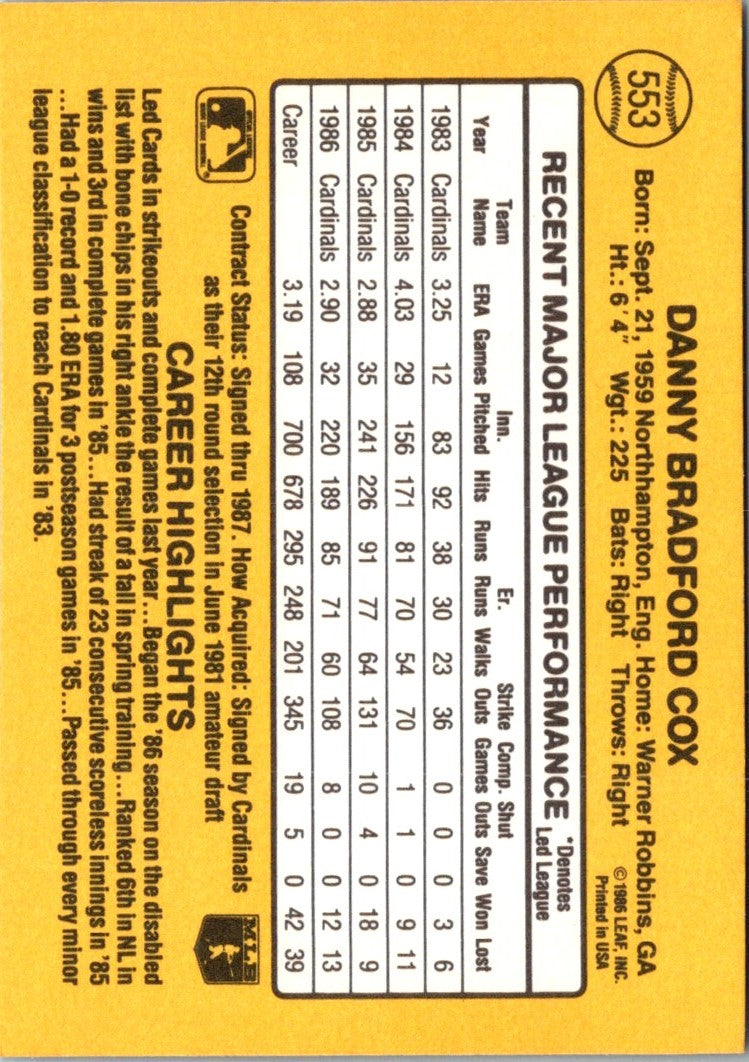 553
DANNY BRADFORD COX
Born: Sept. 21, 1959 Northhampton, Eng. Home: Warner Robbins, GA
Ht.: 6'4" Wgt.: 225 Bats: Right Throws: Right
©1986 LEAF, INC.
Printed in USA
RECENT MAJOR LEAGUE PERFORMANCE *Denotes Led League
Year Team Name ERA Games Inn. Pitched Hits Runs Er. Runs Walks Strike Outs Comp. Games Shut Outs Save Won Lost
1983 Cardinals 3.25 12 83 92 38 30 23 36 0 0 0 3 6
1984 Cardinals 4.03 29 156 171 81 70 54 70 1 1 0 9 11
1985 Cardinals 2.88 35 241 226 91 77 64 131 10 4 0 18 9
1986 Cardinals 2.90 32 220 189 85 71 60 108 8 0 0 12 13
Career 3.19 108 700 678 295 248 201 345 19 5 0 42 39
Contract Status: Signed thru 1987. How Acquired: Signed by Cardinals
as their 12th round selection in June 1981 amateur draft
MLB
CAREER HIGHLIGHTS
Led Cards in strikeouts and complete games last year...Began the '86 season on the disabled
list with bone chips in his right ankle the result of a fall in spring training...Ranked 6th in NL in
wins and 3rd in complete games in '85...Had streak of 23 consecutive scoreless innings in '85
...Had a 1-0 record and 1.80 ERA for 3 postseason games in '85...Passed through every minor
league classification to reach Cardinals in '83.